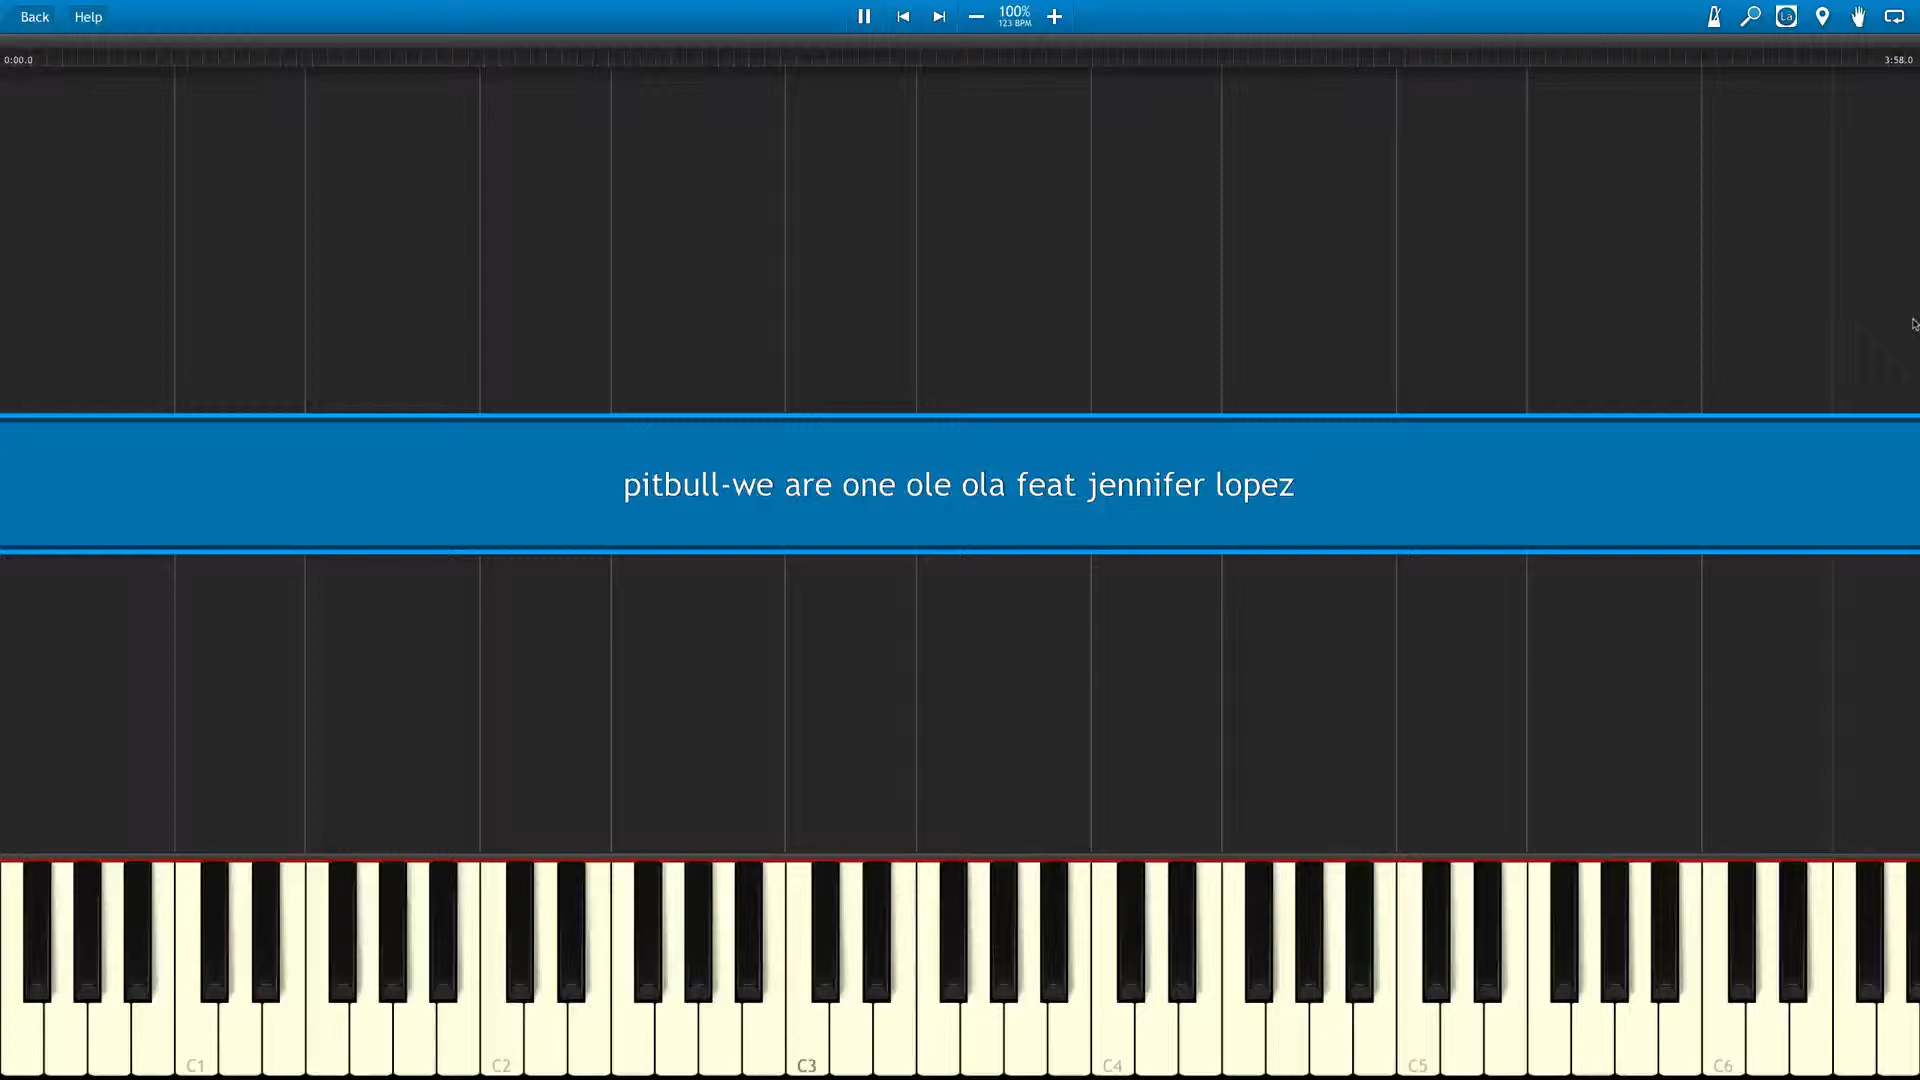 Back Help 100% La
123 BPM
0:00.0 3:58.0
pitbull-we are one ole ola feat jennifer lopez
C1 C2 C3 C4 C5 C6